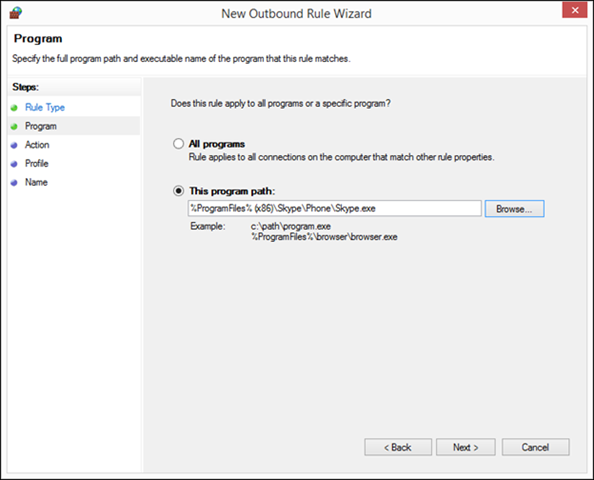 New Outbound Rule Wizard
Program
Specify the full program path and executable name of the program that this rule matches.
Steps:
Rule Type
Program
Action
Profile
Name
Does this rule apply to all programs or a specific program?
All programs
Rule applies to all connections on the computer that match other rule properties.
This program path:
%ProgramFiles% (x86)\Skype\Phone\Skype.exe
Browse...
Example: c:\path\program.exe
%ProgramFiles%\browser\browser.exe
< Back Next > Cancel